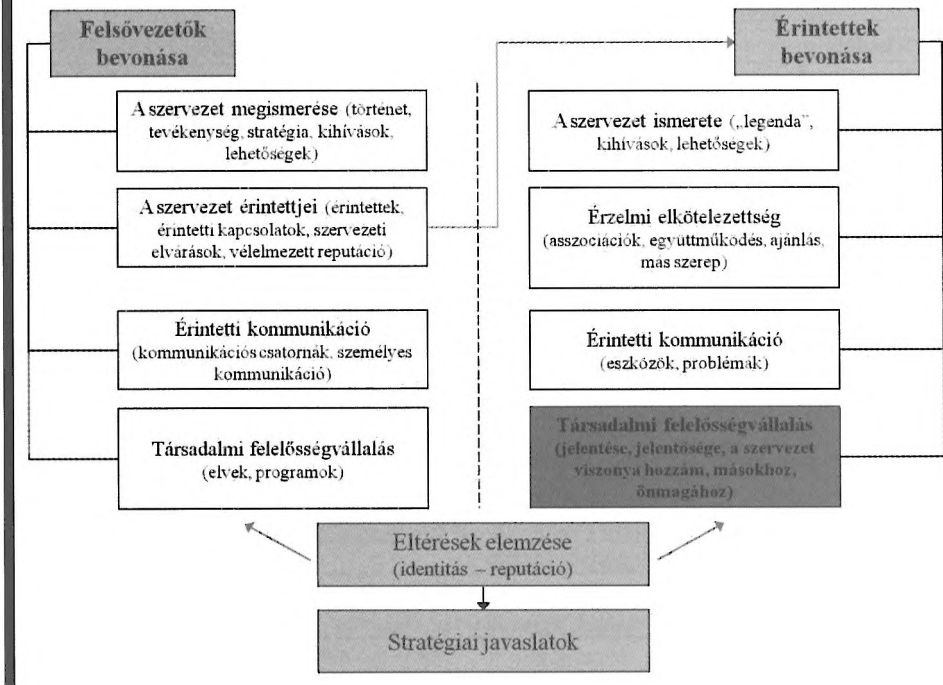 Felsővezetők
bevonása
A szervezet megismerése (történet,
tevékenység, stratégia, kihívások,
lehetőségek)
A szervezet érintettjei (érintettek,
érintetti kapcsolatok, szervezeti
elvárások, vélelmezett reputáció)
Érintetti kommunikáció
(kommunikációs csatornák, személyes
kommunikáció)
Társadalmi felelősségvállalás
(elvek, programok)
Érintettek
bevonása
A szervezet ismerete („legenda”,
kihívások, lehetőségek)
Érzelmi elkötelezettség
(asszociációk, együttműködés, ajánlás,
más szerep)
Érintetti kommunikáció
(eszközök, problémák)
Társadalmi felelősségvállalás
(jelentése, jelentősége, a szervezet
viszonya hozzám, másokhoz,
önmagához)
Eltérések elemzése
(identitás – reputáció)
Stratégiai javaslatok